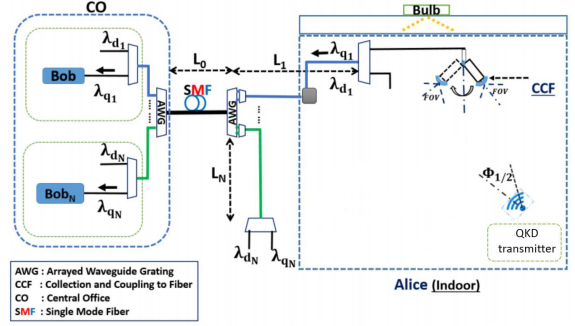 CO
Bulb
λd1
Bob
λq1
λdN
BobN
λqN
AWG
L0
SMF
AWG
L1
LN
λdN
λqN
λq1
λd1
FOV
FOV
CCF
Φ1/2
QKD
transmitter
Alice (Indoor)
AWG : Arrayed Waveguide Grating
CCF : Collection and Coupling to Fiber
CO : Central Office
SMF : Single Mode Fiber